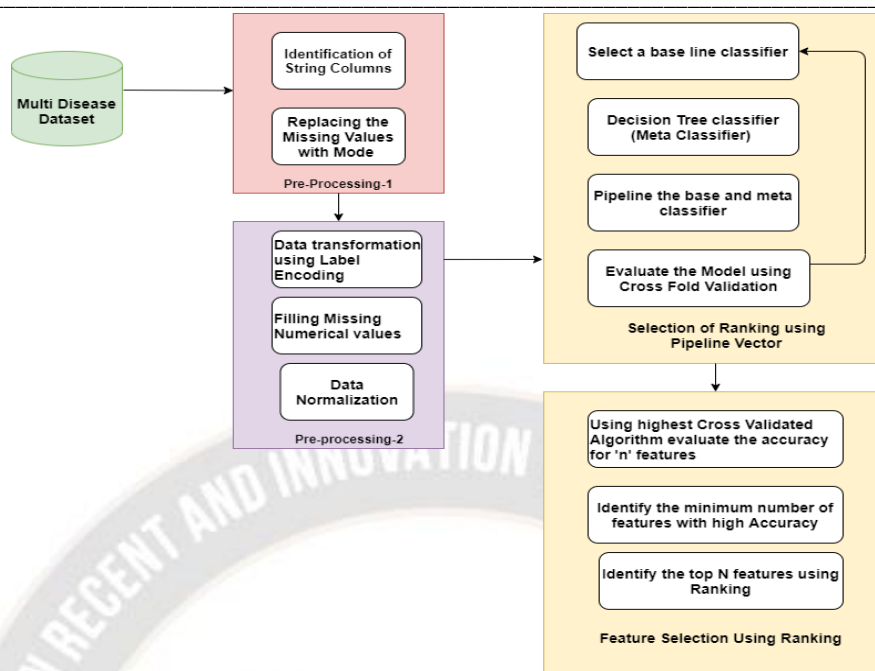 Multi Disease
Dataset
Identification of
String Columns
Replacing the
Missing Values
with Mode
Pre-Processing-1
Data transformation
using Label
Encoding
Filling Missing
Numerical values
Data
Normalization
Pre-processing-2
Select a base line classifier
Decision Tree classifier
(Meta Classifier)
Pipeline the base and meta
classifier
Evaluate the Model using
Cross Fold Validation
Selection of Ranking using
Pipeline Vector
Using highest Cross Validated
Algorithm evaluate the accuracy
for 'n' features
Identify the minimum number of
features with high Accuracy
Identify the top N features using
Ranking
Feature Selection Using Ranking
N RECENT AND INNOVATION